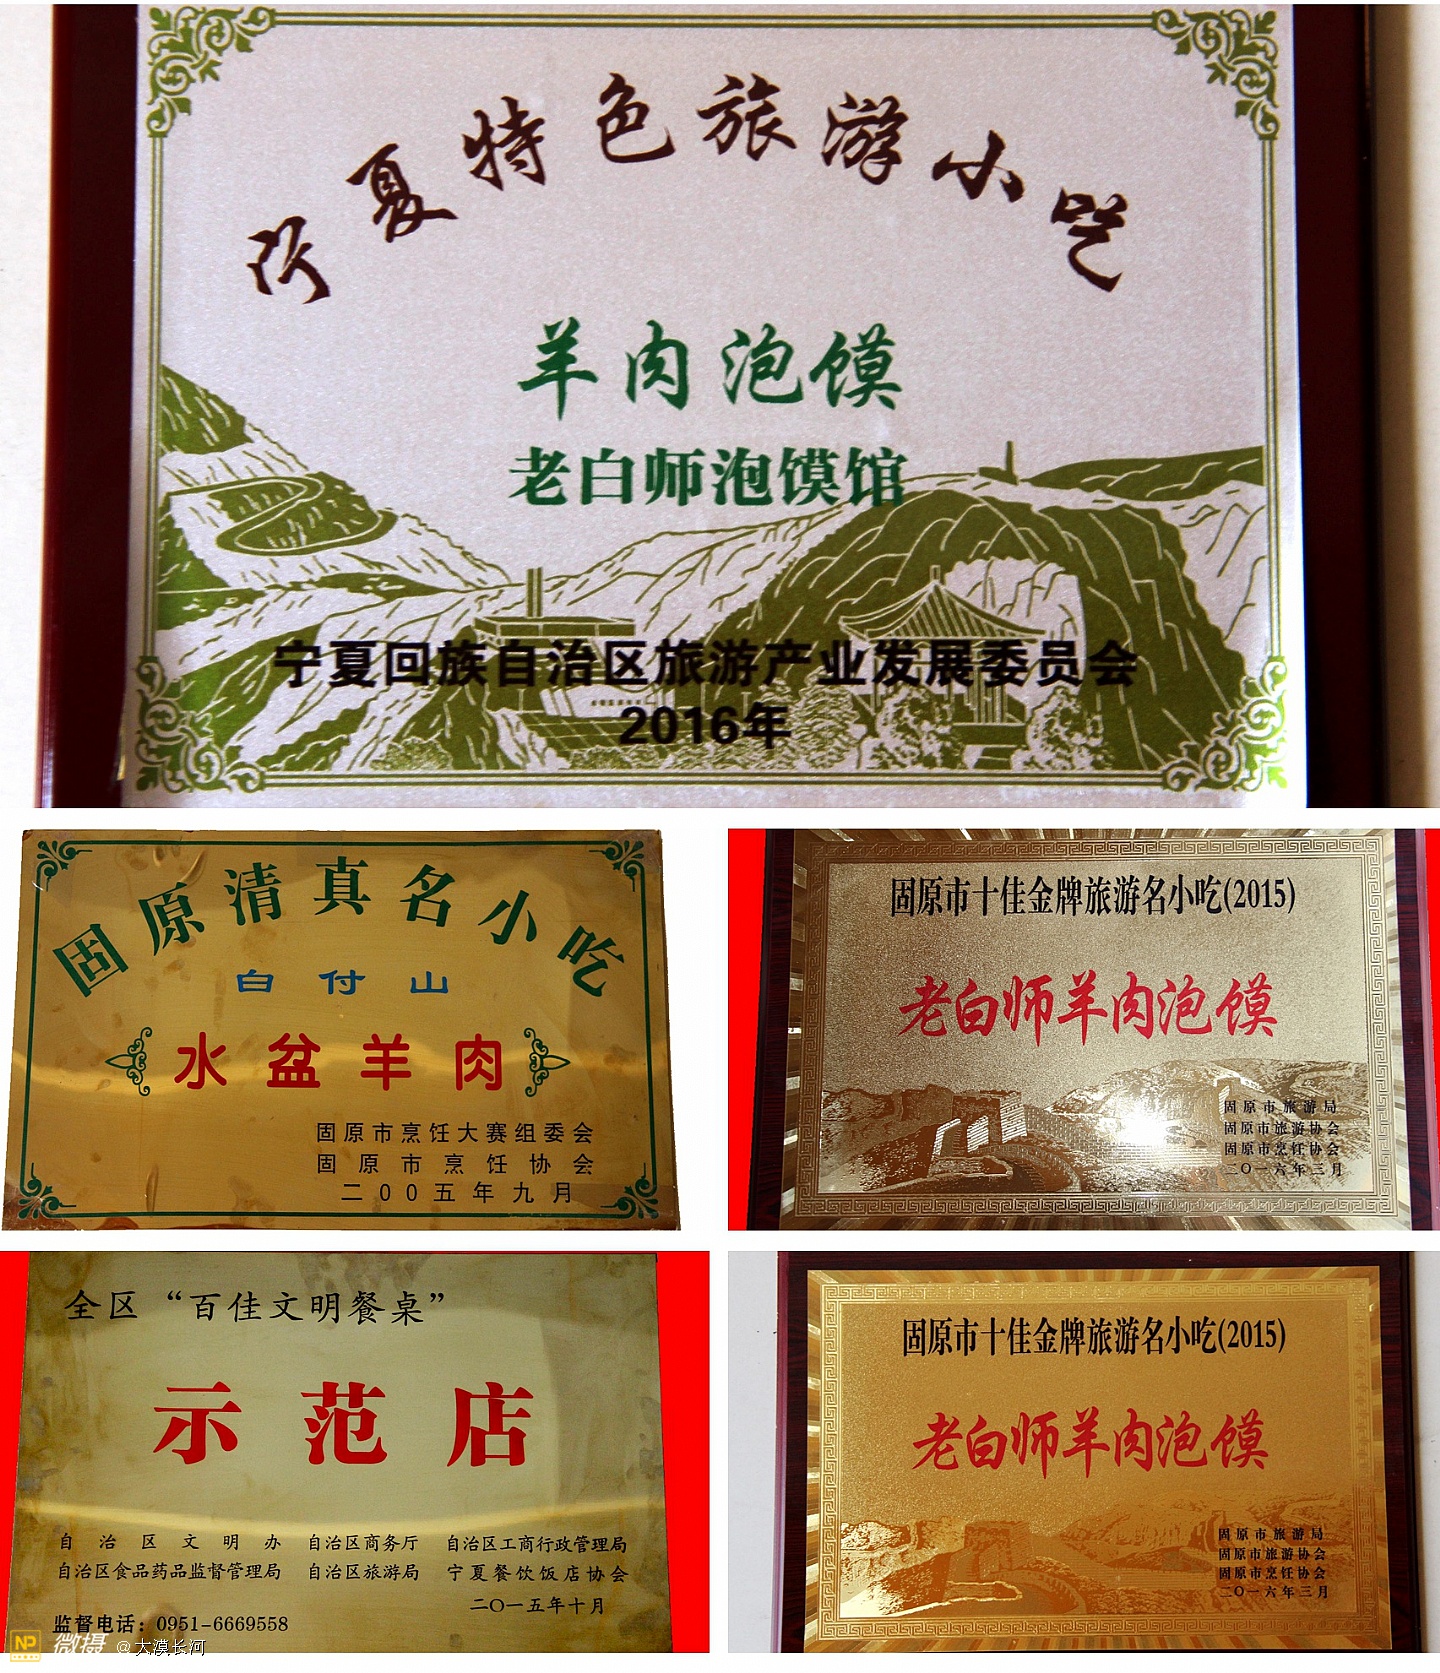 宁夏特色旅游小吃
羊肉泡馍
老白师泡馍馆
宁夏回族自治区旅游产业发展委员会
2016年
固原清真名小吃
白付山
水盆羊肉
固原市烹饪大赛组委会
固原市烹饪协会
二00五年九月
固原市十佳金牌旅游名小吃(2015)
老白师羊肉泡馍
固原市旅游局
固原市旅游协会
固原市烹饪协会
二〇一六年三月
全区“百佳文明餐桌”
示范店
自治区文明办 自治区商务厅 自治区工商行政管理局
自治区食品药品监督管理局 自治区旅游局 宁夏餐饮饭店协会
二〇一五年十月
监督电话：0951-6669558
固原市十佳金牌旅游名小吃(2015)
老白师羊肉泡馍
固原市旅游局
固原市旅游协会
固原市烹饪协会
二〇一六年三月
NP 微摄 @大漠长河